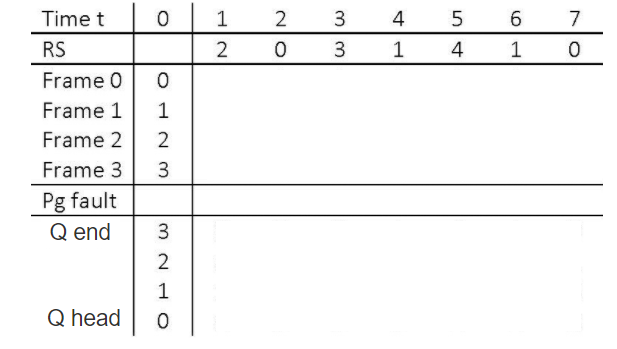 Time t 0 1 2 3 4 5 6 7
RS 2 0 3 1 4 1 0
Frame 0 0
Frame 1 1
Frame 2 2
Frame 3 3
Pg fault
Q end 3
2
1
Q head 0